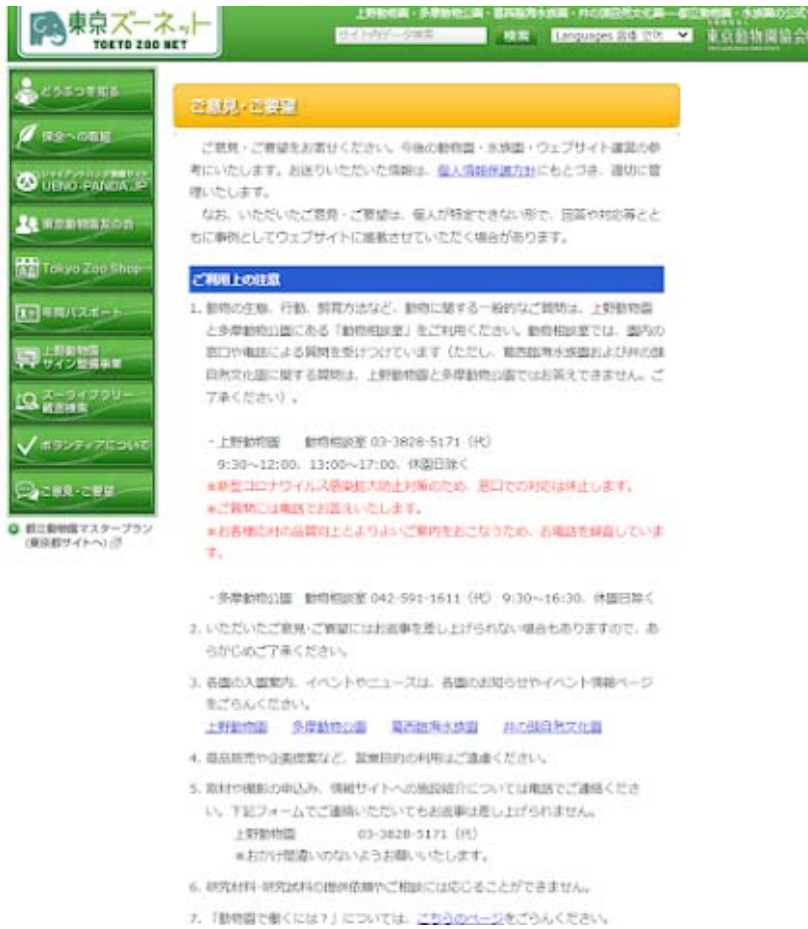 上野動物園・多摩動物公園・葛西臨海水族園・井の頭自然文化園―都立動物園・水族園の公式
東京ズーネット
TOKYO ZOO NET
サイト内データ検索
検索
Languages
東京動物園協会
どうぶつを知る
保全への取組
UENO-PANDA.JP
東京動物園友の会
Tokyo Zoo Shop
年間パスポート
上野動物園
サイン整備事業
ズーライブラリー
蔵書検索
ボランティアについて
ご意見・ご要望
都立動物園マスタープラン
(東京都サイトへ)
ご意見・ご要望
ご意見・ご要望をお寄せください。今後の動物園・水族園・ウェブサイト運営の参
考にいたします。お送りいただいた情報は、個人情報保護方針にもとづき、適切に管
理いたします。
なお、いただいたご意見・ご要望は、個人が特定できない形で、回答や対応等とと
もに事例としてウェブサイトに掲載させていただく場合があります。
ご利用上の注意
1. 動物の生態、行動、飼育方法など、動物に関する一般的なご質問は、上野動物園
と多摩動物公園にある「動物相談室」をご利用ください。動物相談室では、園内の
窓口や電話による質問を受けつけています（ただし、葛西臨海水族園および井の頭
自然文化園に関する質問は、上野動物園と多摩動物公園ではお答えできません。ご
了承ください）。
・上野動物園 動物相談室 03-3828-5171（代）
9:30～12:00、13:00～17:00、休園日除く
※新型コロナウイルス感染拡大防止対策のため、窓口での対応は休止します。
※ご質問には電話でお答えいたします。
※お客様応対の品質向上とよりよいご案内をおこなうため、お電話を録音していま
す。
・多摩動物公園 動物相談室 042-591-1611（代） 9:30～16:30、休園日除く
2. いただいたご意見・ご要望にはお返事を差し上げられない場合もありますので、あ
らかじめご了承ください。
3. 各園の入園案内、イベントやニュースは、各園のお知らせやイベント情報ページ
をごらんください。
上野動物園 多摩動物公園 葛西臨海水族園 井の頭自然文化園
4. 商品販売や企画提案など、営業目的の利用はご遠慮ください。
5. 取材や撮影の申込み、情報サイトへの施設紹介については電話でご連絡くださ
い。下記フォームでご連絡いただいてもお返事は差し上げられません。
上野動物園 03-3828-5171（代）
※おかけ間違いのないようお願いいたします。
6. 研究材料・研究試料の提供依頼やご相談には応じることができません。
7. 「動物園で働くには？」については、こちらのページをごらんください。